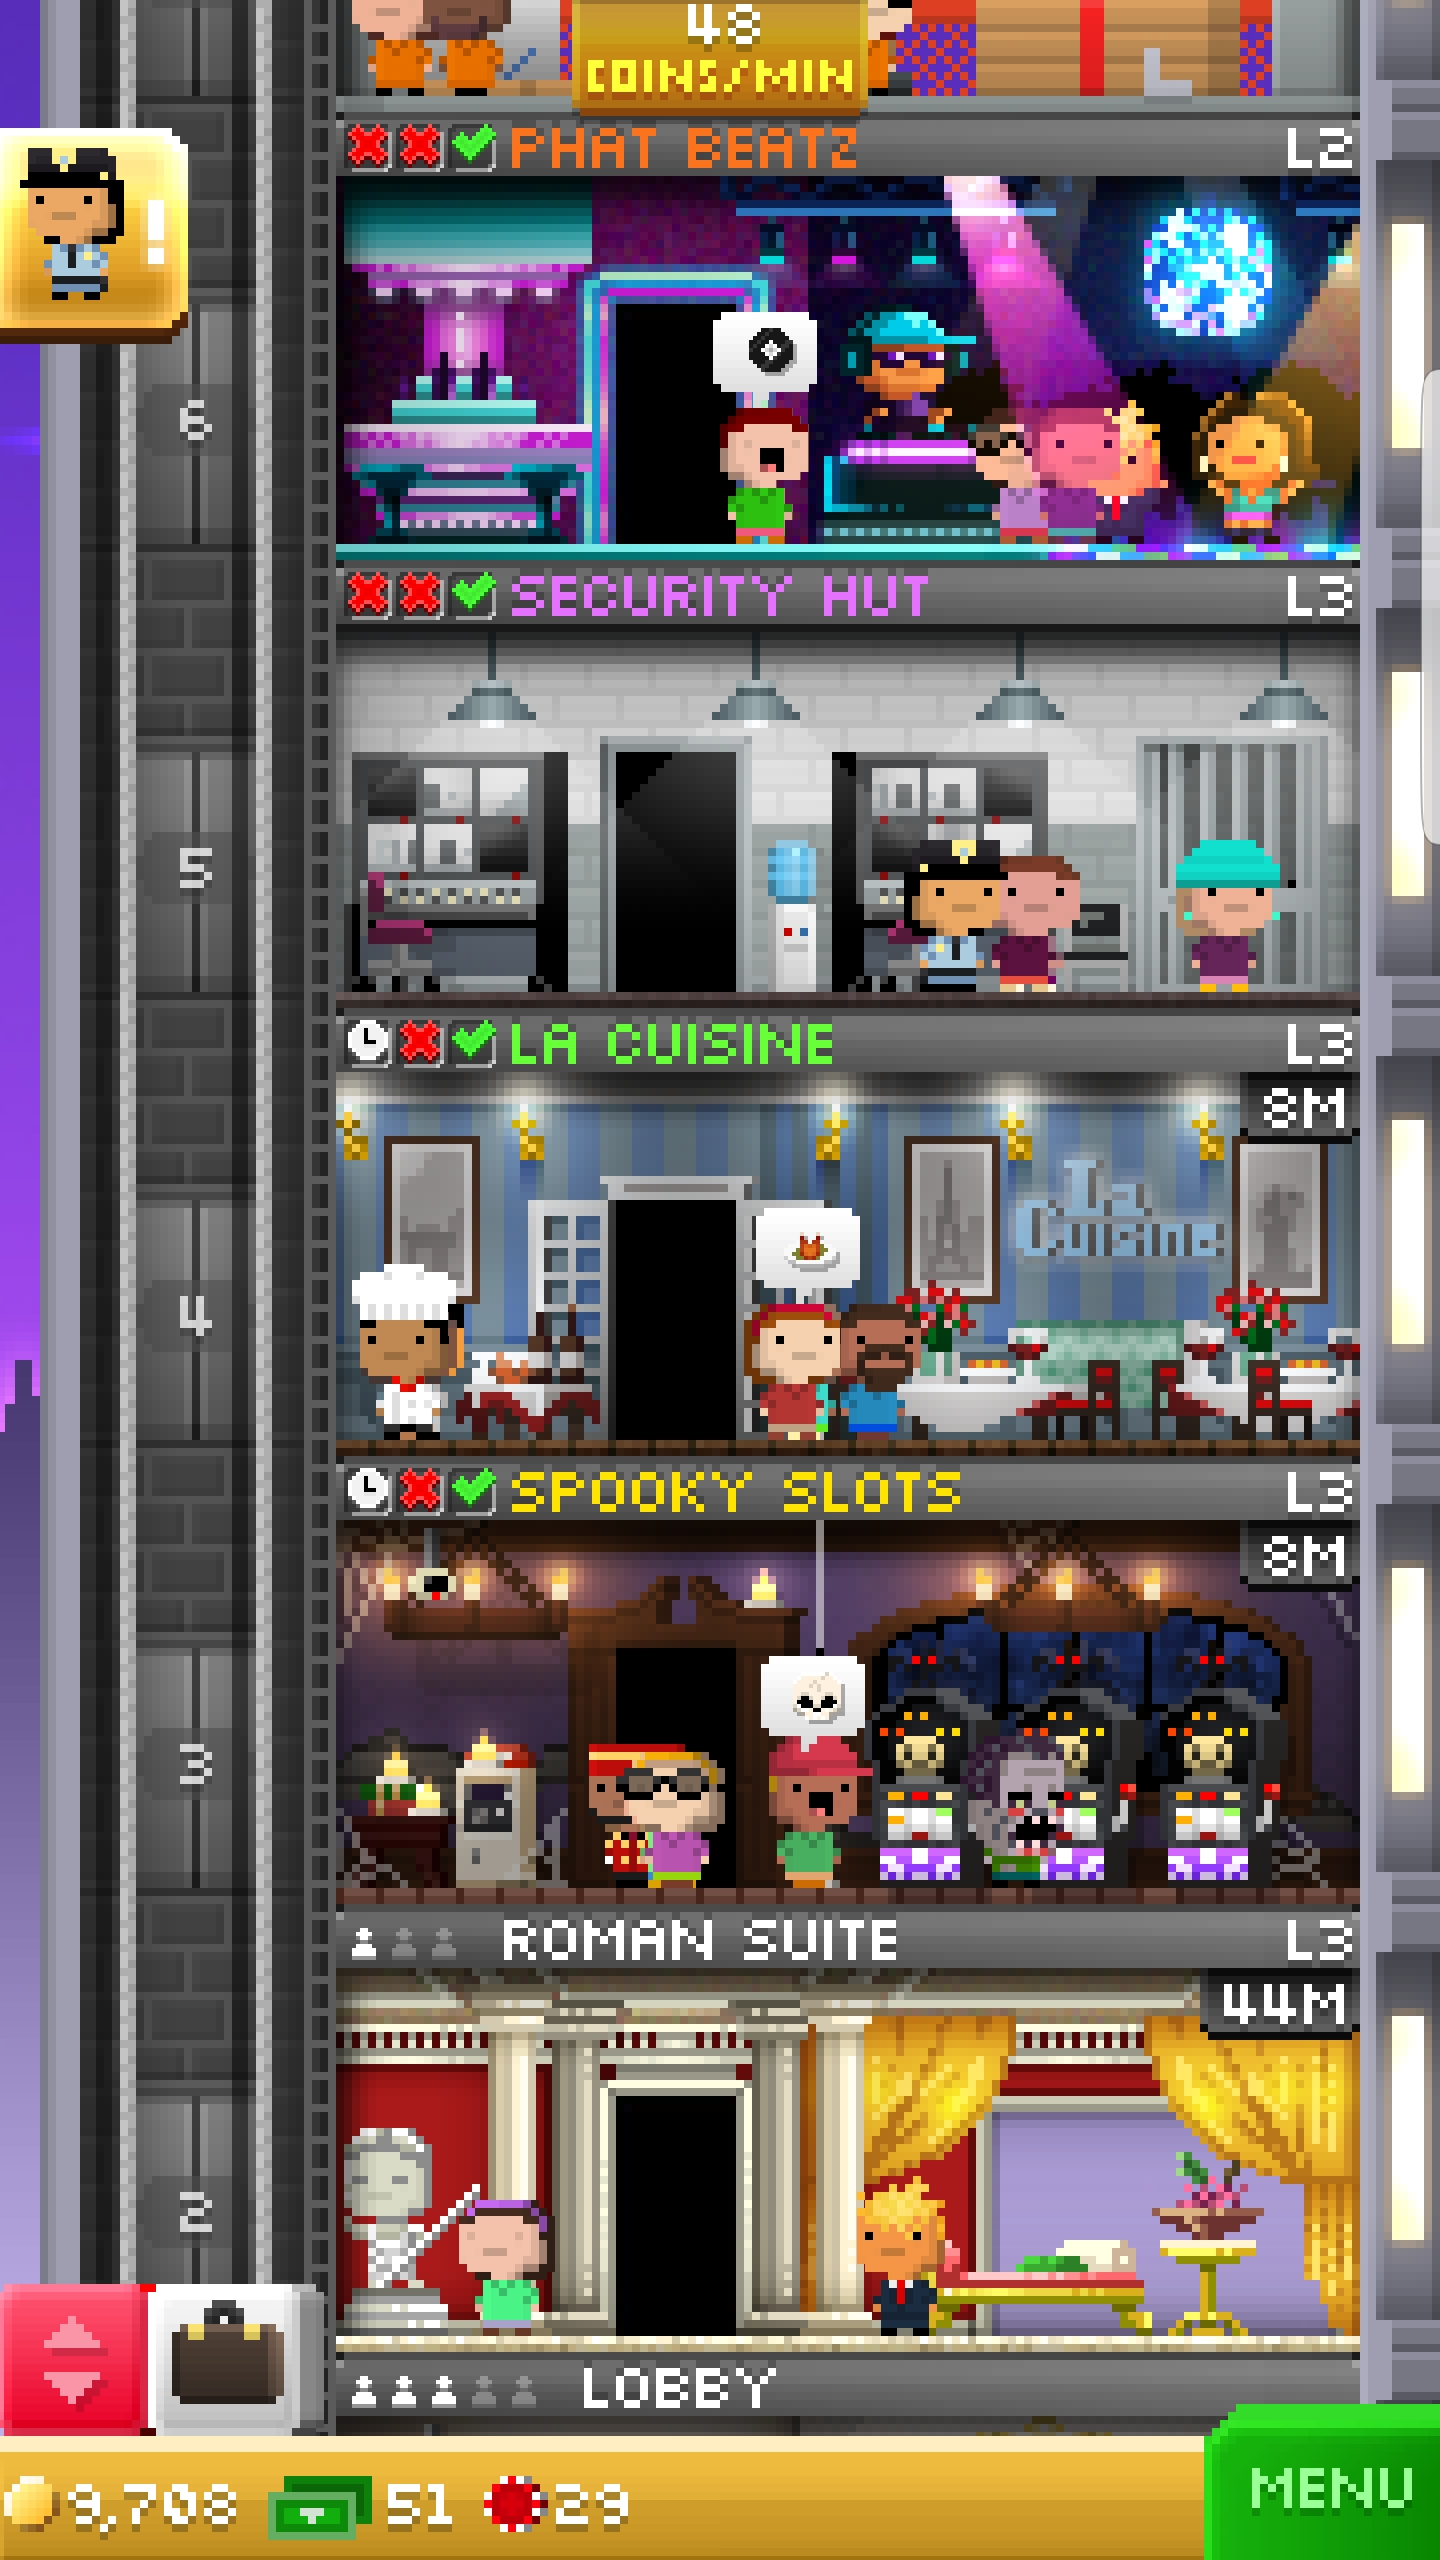 48
COINS/MIN
PHAT BEATZ L2
6
SECURITY HUT L3
5
LA CUISINE L3
8M
La
Cuisine
4
SPOOKY SLOTS L3
8M
3
ROMAN SUITE L3
44M
2
LOBBY
9,708 51 29 MENU